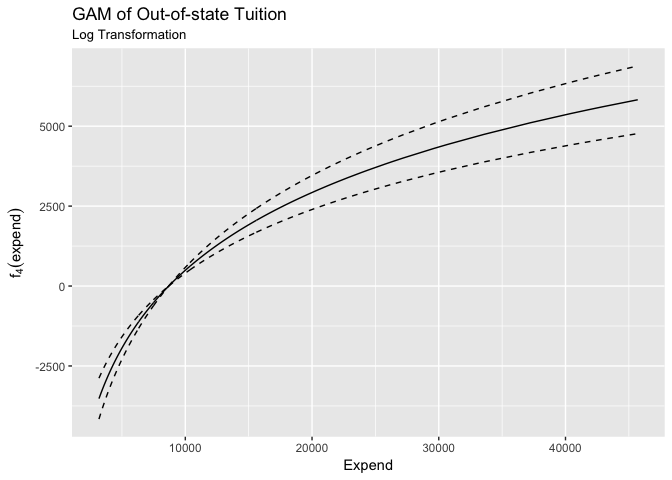 GAM of Out-of-state Tuition
Log Transformation
5000
2500
0
-2500
f₄(expend)
10000 20000 30000 40000
Expend